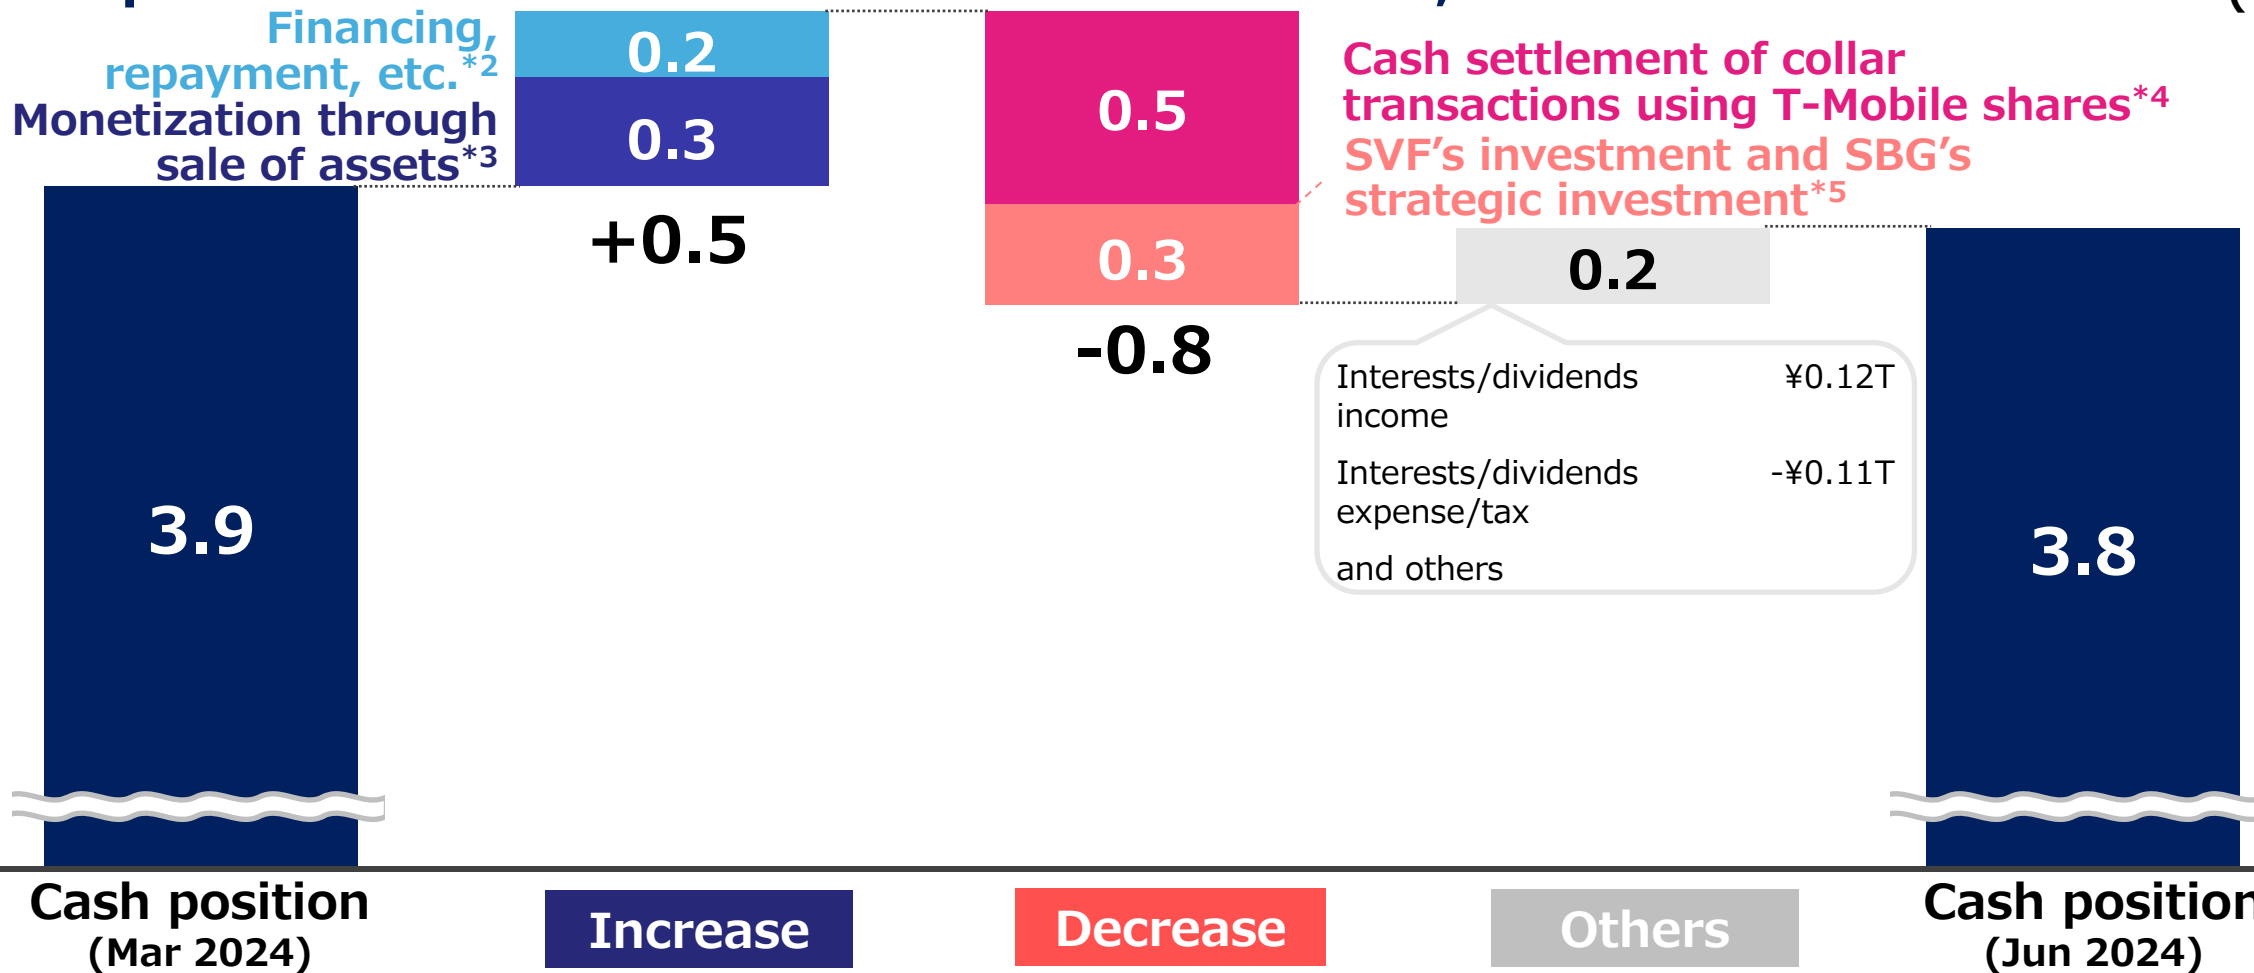 Financing,
repayment, etc.*2
Monetization through
sale of assets*3
0.2
0.3
+0.5
0.5
0.3
-0.8
Cash settlement of collar
transactions using T-Mobile shares*4
SVF’s investment and SBG’s
strategic investment*5
0.2
Interests/dividends ¥0.12T
income
Interests/dividends -¥0.11T
expense/tax
and others
3.9
3.8
Cash position
(Mar 2024)
Increase
Decrease
Others
Cash position
(Jun 2024)